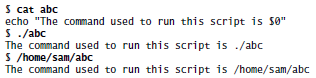 $ cat abc
echo "The command used to run this script is $0"
$ ./abc
The command used to run this script is ./abc
$ /home/sam/abc
The command used to run this script is /home/sam/abc